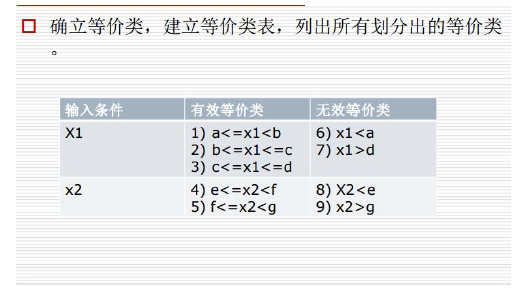 确立等价类，建立等价类表，列出所有划分出的等价类
。
输入条件 有效等价类 无效等价类
X1 1) a<=x1<b 6) x1<a
2) b<=x1<=c 7) x1>d
3) c<=x1<=d
x2 4) e<=x2<f 8) X2<e
5) f<=x2<g 9) x2>g